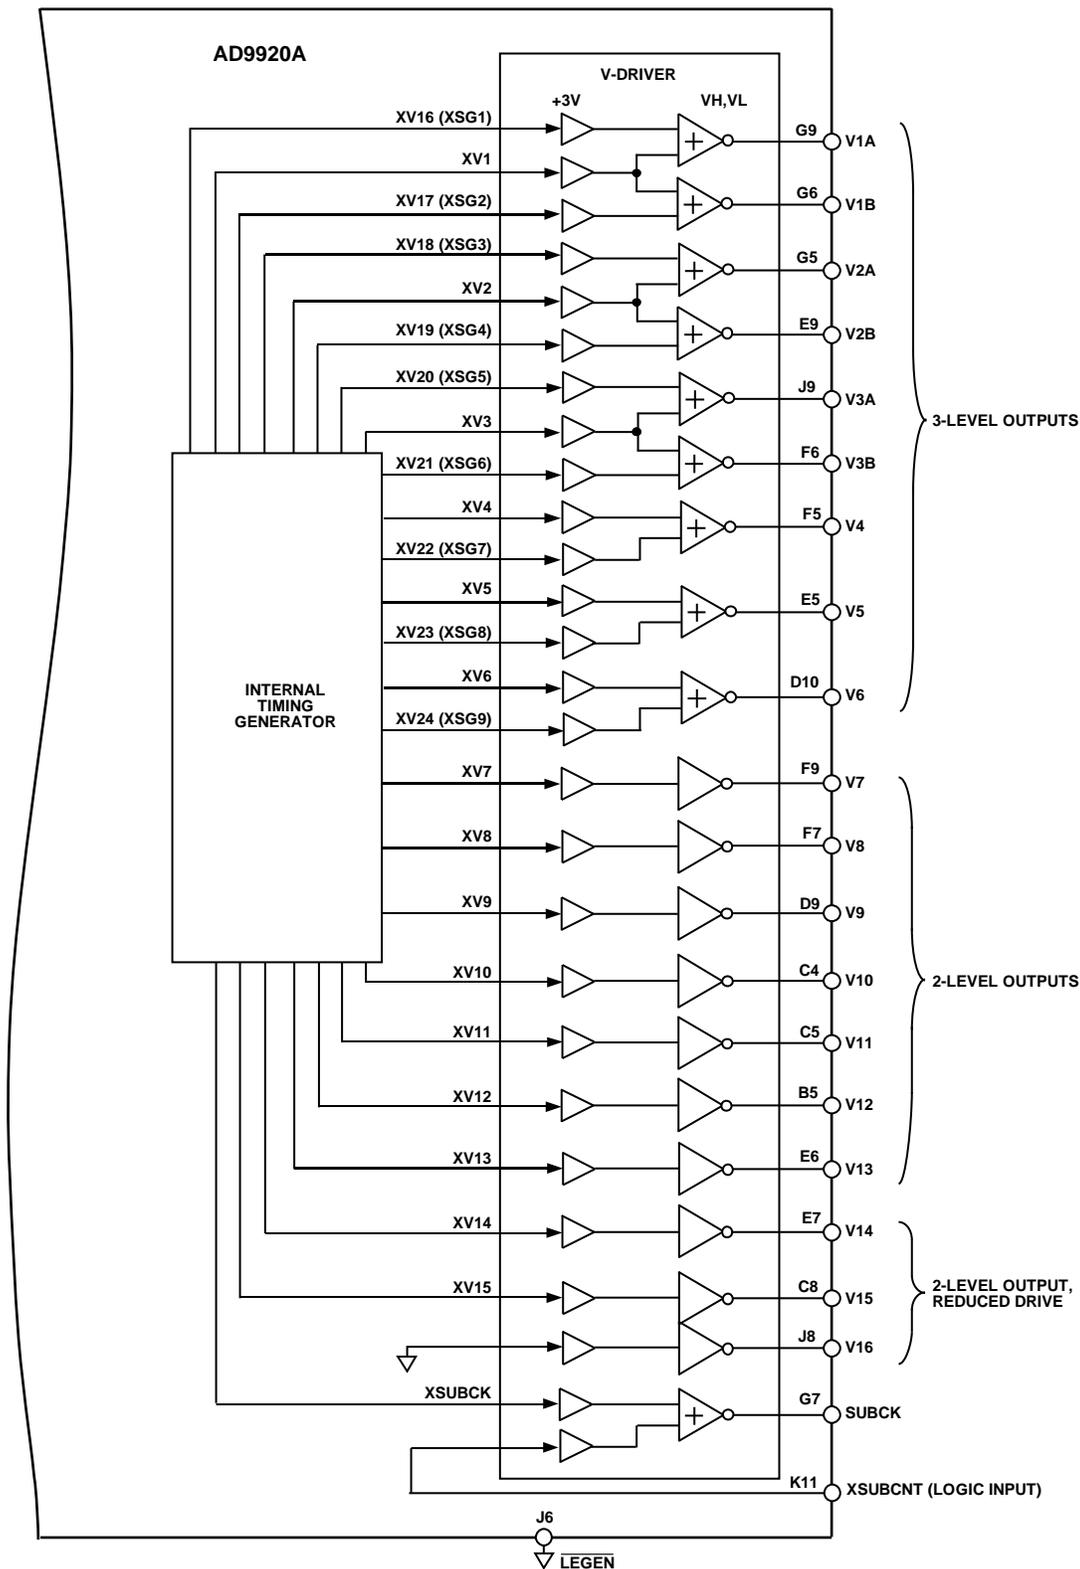 AD9920A
V-DRIVER
+3V
VH,VL
XV16 (XSG1)
G9
V1A
XV1
G6
V1B
XV17 (XSG2)
XV18 (XSG3)
G5
V2A
XV2
E9
V2B
XV19 (XSG4)
XV20 (XSG5)
J9
V3A
3-LEVEL OUTPUTS
XV3
F6
V3B
XV21 (XSG6)
XV4
F5
V4
XV22 (XSG7)
XV5
E5
V5
XV23 (XSG8)
XV6
D10
V6
XV24 (XSG9)
INTERNAL
TIMING
GENERATOR
XV7
F9
V7
XV8
F7
V8
XV9
D9
V9
XV10
C4
V10
2-LEVEL OUTPUTS
XV11
C5
V11
XV12
B5
V12
XV13
E6
V13
XV14
E7
V14
XV15
C8
V15
2-LEVEL OUTPUT,
REDUCED DRIVE
J8
V16
XSUBCK
G7
SUBCK
K11
XSUBCNT (LOGIC INPUT)
J6
LEGEN